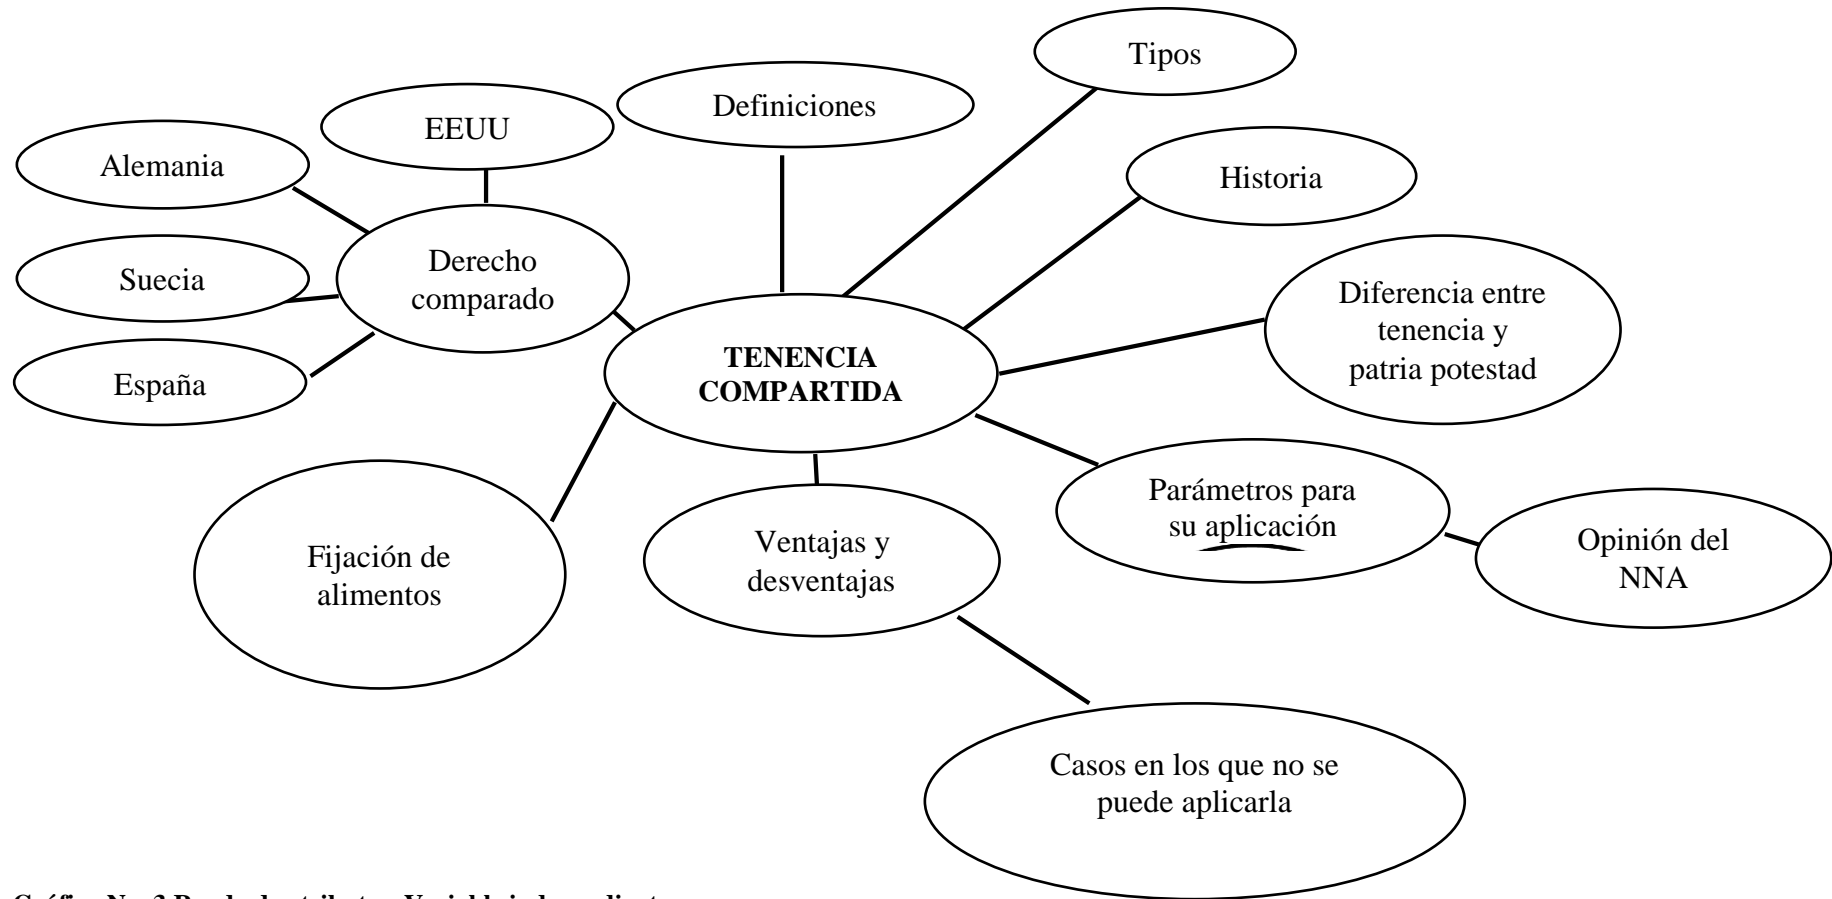 Tipos
Definiciones
EEUU
Alemania
Historia
Derecho
comparado
Suecia
España
TENENCIA
COMPARTIDA
Diferencia entre
tenencia y
patria potestad
Parámetros para
su aplicación
Opinión del
NNA
Ventajas y
desventajas
Fijación de
alimentos
Casos en los que no se
puede aplicarla